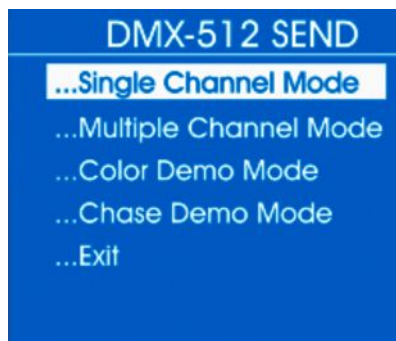 DMX-512 SEND
...Single Channel Mode
...Multiple Channel Mode
...Color Demo Mode
...Chase Demo Mode
...Exit